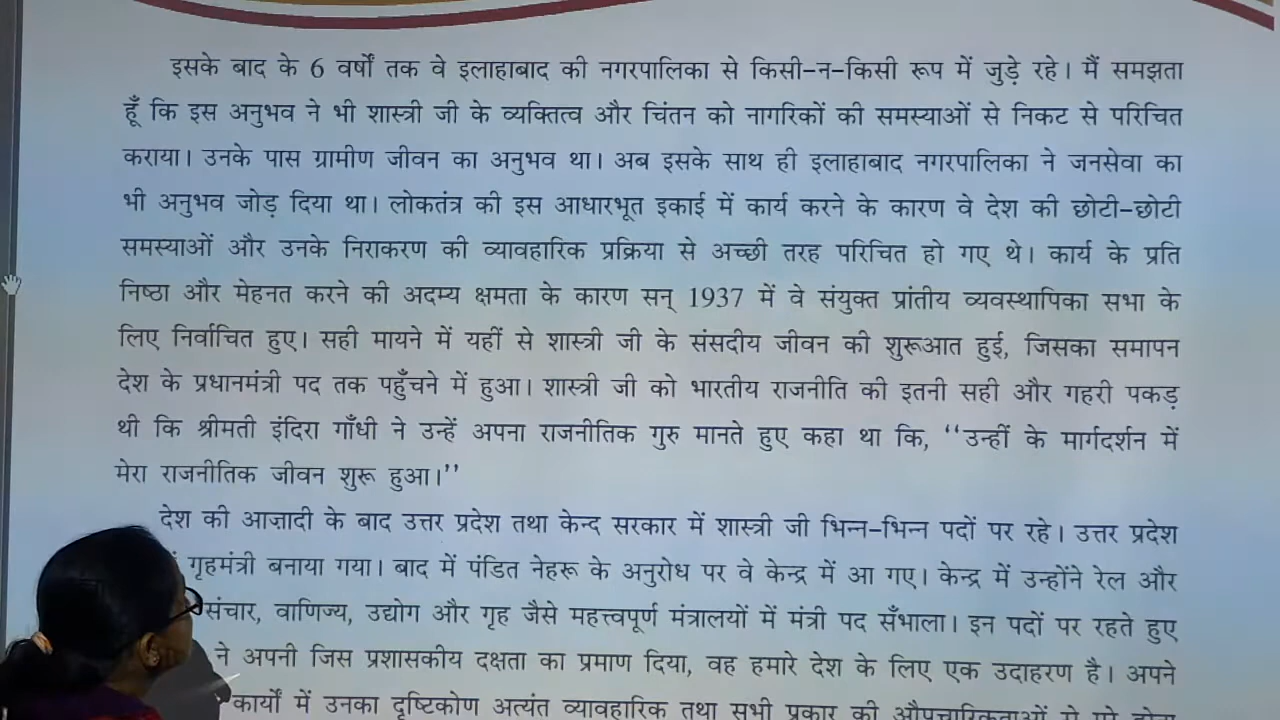 इसके बाद के 6 वर्षों तक वे इलाहाबाद की नगरपालिका से किसी-न-किसी रूप में जुड़े रहे। मैं समझता
हूँ कि इस अनुभव ने भी शास्त्री जी के व्यक्तित्व और चिंतन को नागरिकों की समस्याओं से निकट से परिचित
कराया। उनके पास ग्रामीण जीवन का अनुभव था। अब इसके साथ ही इलाहाबाद नगरपालिका ने जनसेवा का
भी अनुभव जोड़ दिया था। लोकतंत्र की इस आधारभूत इकाई में कार्य करने के कारण वे देश की छोटी-छोटी
समस्याओं और उनके निराकरण की व्यावहारिक प्रक्रिया से अच्छी तरह परिचित हो गए थे। कार्य के प्रति
निष्ठा और मेहनत करने की अदम्य क्षमता के कारण सन् 1937 में वे संयुक्त प्रांतीय व्यवस्थापिका सभा के
लिए निर्वाचित हुए। सही मायने में यहीं से शास्त्री जी के संसदीय जीवन की शुरूआत हुई, जिसका समापन
देश के प्रधानमंत्री पद तक पहुँचने में हुआ। शास्त्री जी को भारतीय राजनीति की इतनी सही और गहरी पकड़
थी कि श्रीमती इंदिरा गाँधी ने उन्हें अपना राजनीतिक गुरु मानते हुए कहा था कि, ‘‘उन्हीं के मार्गदर्शन में
मेरा राजनीतिक जीवन शुरू हुआ।’’
देश की आज़ादी के बाद उत्तर प्रदेश तथा केन्द सरकार में शास्त्री जी भिन्न-भिन्न पदों पर रहे। उत्तर प्रदेश
गृहमंत्री बनाया गया। बाद में पंडित नेहरू के अनुरोध पर वे केन्द्र में आ गए। केन्द्र में उन्होंने रेल और
संचार, वाणिज्य, उद्योग और गृह जैसे महत्त्वपूर्ण मंत्रालयों में मंत्री पद सँभाला। इन पदों पर रहते हुए
ने अपनी जिस प्रशासकीय दक्षता का प्रमाण दिया, वह हमारे देश के लिए एक उदाहरण है। अपने
कार्यों में उनका दृष्टिकोण अत्यंत व्यावहारिक तथा सभी प्रकार की औपचारिकताओं से